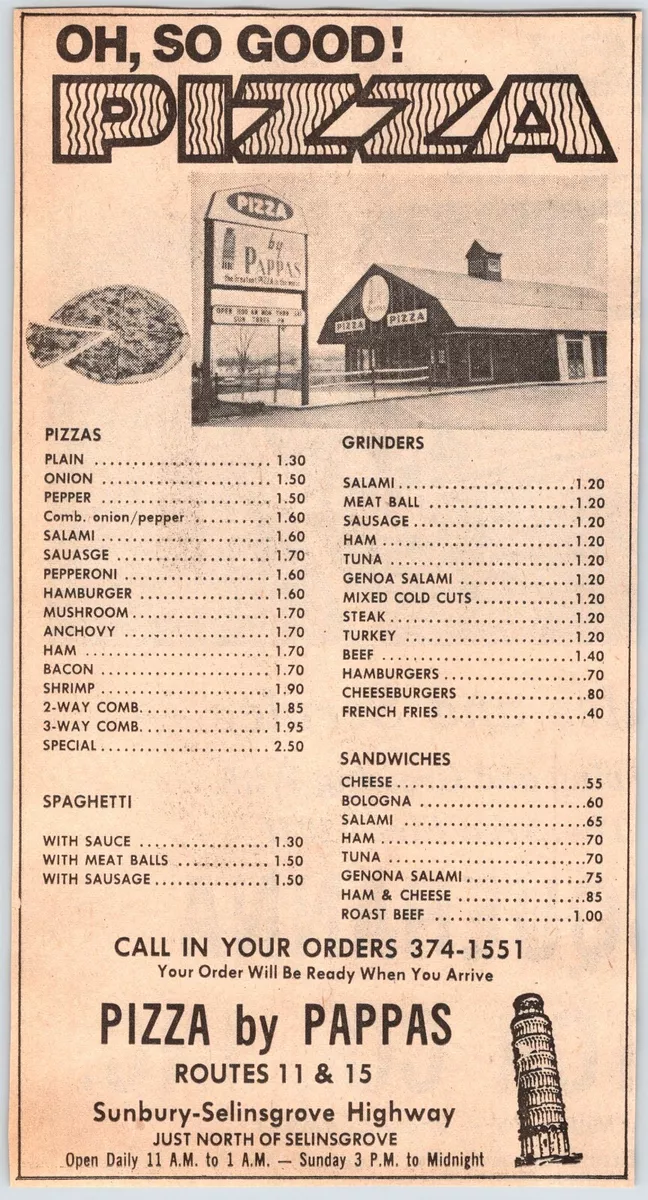 OH, SO GOOD!
PIZZA
PIZZA
by
PAPPAS
the Greatest PIZZA in the world
SUN. THREE PM
PIZZA
PIZZA
PIZZAS
PLAIN .......................... 1.30
ONION .......................... 1.50
PEPPER .......................... 1.50
Comb. onion/pepper .......... 1.60
SALAMI .......................... 1.60
SAUASGE .......................... 1.70
PEPPERONI .......................... 1.60
HAMBURGER .......................... 1.60
MUSHROOM .......................... 1.70
ANCHOVY .......................... 1.70
HAM .......................... 1.70
BACON .......................... 1.70
SHRIMP .......................... 1.90
2-WAY COMB. .......................... 1.85
3-WAY COMB. .......................... 1.95
SPECIAL .......................... 2.50
SPAGHETTI
WITH SAUCE .................. 1.30
WITH MEAT BALLS ............. 1.50
WITH SAUSAGE ................ 1.50
GRINDERS
SALAMI ..........................1.20
MEAT BALL ..........................1.20
SAUSAGE ..........................1.20
HAM ..........................1.20
TUNA ..........................1.20
GENOA SALAMI ..................1.20
MIXED COLD CUTS ...............1.20
STEAK ..........................1.20
TURKEY ..........................1.20
BEEF ..........................1.40
HAMBURGERS ..........................70
CHEESEBURGERS ..................80
FRENCH FRIES ..................40
SANDWICHES
CHEESE ..........................55
BOLOGNA ..........................60
SALAMI ..........................65
HAM ..........................70
TUNA ..........................70
GENONA SALAMI ..................75
HAM & CHEESE ..................85
ROAST BEEF ..................1.00
CALL IN YOUR ORDERS 374-1551
Your Order Will Be Ready When You Arrive
PIZZA by PAPPAS
ROUTES 11 & 15
Sunbury-Selinsgrove Highway
JUST NORTH OF SELINSGROVE
Open Daily 11 A.M. to 1 A.M. — Sunday 3 P.M. to Midnight